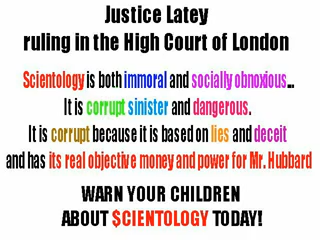 Justice Latey
ruling in the High Court of London
Scientology is both immoral and socially obnoxious...
It is corrupt sinister and dangerous.
It is corrupt because it is based on lies and deceit
and has its real objective money and power for Mr. Hubbard
WARN YOUR CHILDREN
ABOUT $CIENTOLOGY TODAY!